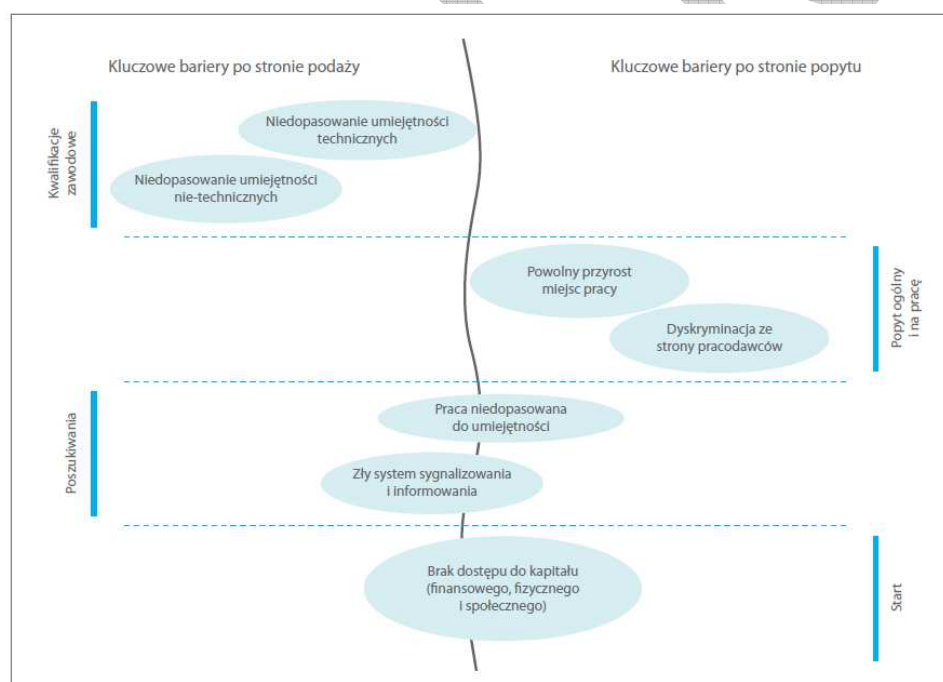 Kluczowe bariery po stronie podaży
Kluczowe bariery po stronie popytu
Kwalifikacje
zawodowe
Niedopasowanie umiejętności
technicznych
Niedopasowanie umiejętności
nie-technicznych
Powolny przyrost
miejsc pracy
Dyskryminacja ze
strony pracodawców
Popyt ogólny
i na pracę
Poszukiwania
Praca niedopasowana
do umiejętności
Zły system sygnalizowania
i informowania
Brak dostępu do kapitału
(finansowego, fizycznego
i społecznego)
Start